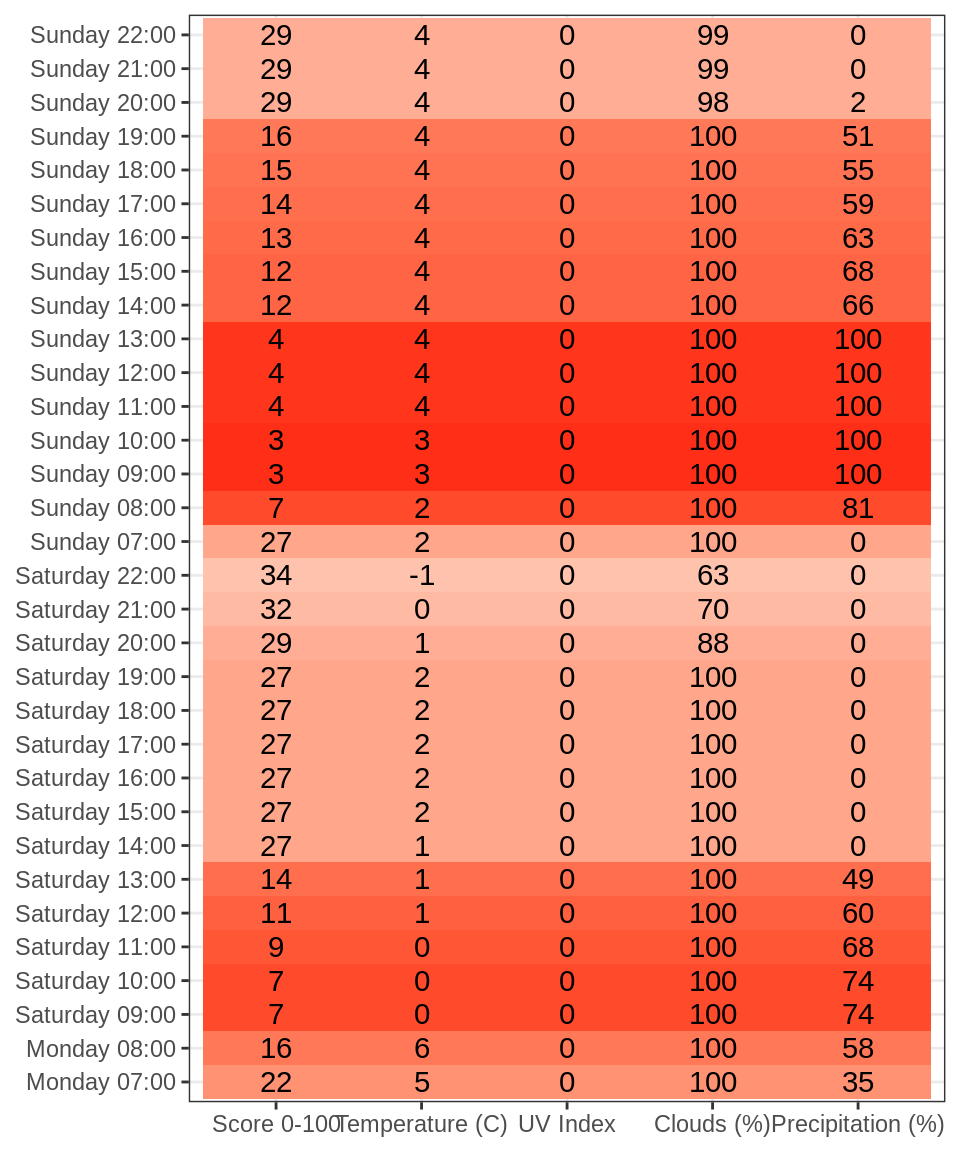 Sunday 22:00 29 4 0 99 0
Sunday 21:00 29 4 0 99 0
Sunday 20:00 29 4 0 98 2
Sunday 19:00 16 4 0 100 51
Sunday 18:00 15 4 0 100 55
Sunday 17:00 14 4 0 100 59
Sunday 16:00 13 4 0 100 63
Sunday 15:00 12 4 0 100 68
Sunday 14:00 12 4 0 100 66
Sunday 13:00 4 4 0 100 100
Sunday 12:00 4 4 0 100 100
Sunday 11:00 4 4 0 100 100
Sunday 10:00 3 3 0 100 100
Sunday 09:00 3 3 0 100 100
Sunday 08:00 7 2 0 100 81
Sunday 07:00 27 2 0 100 0
Saturday 22:00 34 -1 0 63 0
Saturday 21:00 32 0 0 70 0
Saturday 20:00 29 1 0 88 0
Saturday 19:00 27 2 0 100 0
Saturday 18:00 27 2 0 100 0
Saturday 17:00 27 2 0 100 0
Saturday 16:00 27 2 0 100 0
Saturday 15:00 27 2 0 100 0
Saturday 14:00 27 1 0 100 0
Saturday 13:00 14 1 0 100 49
Saturday 12:00 11 1 0 100 60
Saturday 11:00 9 0 0 100 68
Saturday 10:00 7 0 0 100 74
Saturday 09:00 7 0 0 100 74
Monday 08:00 16 6 0 100 58
Monday 07:00 22 5 0 100 35
Score 0-100 Temperature (C) UV Index Clouds (%) Precipitation (%)